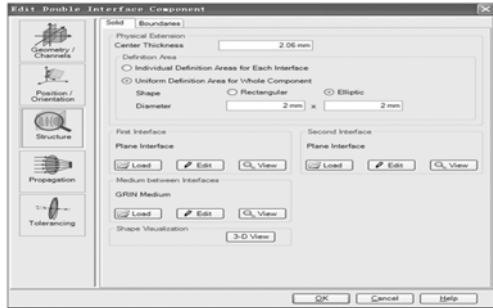 Edit Double Interface Component
Solid
Boundaries
Geometry /
Channels
Position /
Orientation
Structure
Propagation
Tolerancing
Physical Extension
Center Thickness
2.06 mm
Definition Area
Individual Definition Areas for Each Interface
Uniform Definition Area for Whole Component
Shape
Rectangular
Elliptic
Diameter
2 mm
x
2 mm
First Interface
Plane Interface
Load
Edit
View
Second Interface
Plane Interface
Load
Edit
View
Medium between Interfaces
GRIN Medium
Load
Edit
View
Shape Visualization
3-D View
OK
Cancel
Help